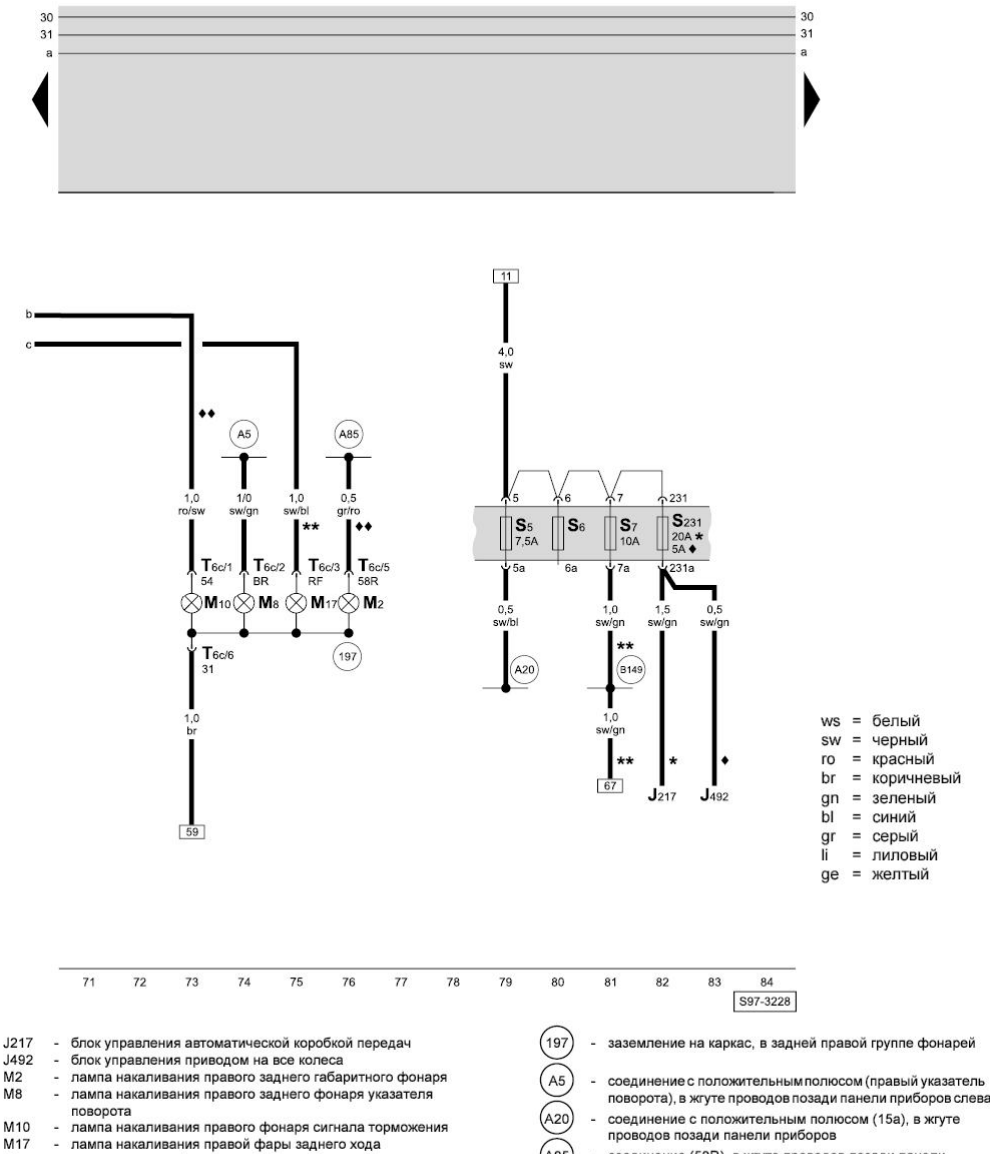 30 30
31 31
a a
11
b
c
4,0
sw
♦♦
A5 A85
1,0 1/0 1,0 0,5
ro/sw sw/gn sw/bl gr/ro
** ♦♦
5 6 7 231
S5 S6 S7 S231
7,5A 10A 20A *
5A ♦
5a 6a 7a 231a
T6c/1 T6c/2 T6c/3 T6c/5
54 BR RF 58R
M10 M8 M17 M2
0,5 1,0 1,5 0,5
sw/bl sw/gn sw/gn sw/gn
**
T6c/6
31
197
A20 B149
1,0
br
1,0
sw/gn
** * ♦
67
J217 J492
59
ws = белый
sw = черный
ro = красный
br = коричневый
gn = зеленый
bl = синий
gr = серый
li = лиловый
ge = желтый
71 72 73 74 75 76 77 78 79 80 81 82 83 84
S97-3228
J217 - блок управления автоматической коробкой передач
J492 - блок управления приводом на все колеса
M2 - лампа накаливания правого заднего габаритного фонаря
M8 - лампа накаливания правого заднего фонаря указателя
поворота
M10 - лампа накаливания правого фонаря сигнала торможения
M17 - лампа накаливания правой фары заднего хода
197 - заземление на каркас, в задней правой группе фонарей
A5 - соединение с положительным полюсом (правый указатель
поворота), в жгуте проводов позади панели приборов слева
A20 - соединение с положительным полюсом (15a), в жгуте
проводов позади панели приборов